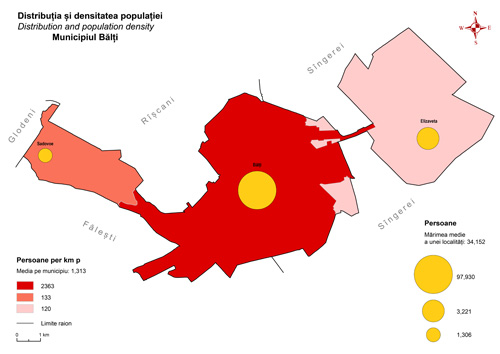 Distribuția și densitatea populației
Distribution and population density
Municipiul Bălți
N
W
E
S
Sîngerei
Glodeni
Rîșcani
Elizaveta
Sadovoe
Bălți
Fălești
Sîngerei
Persoane
Mărimea medie
a unei localități: 34,152
97,930
3,221
1,306
Persoane per km p
Media pe municipiu: 1,313
2363
133
120
Limite raion
0 1 km